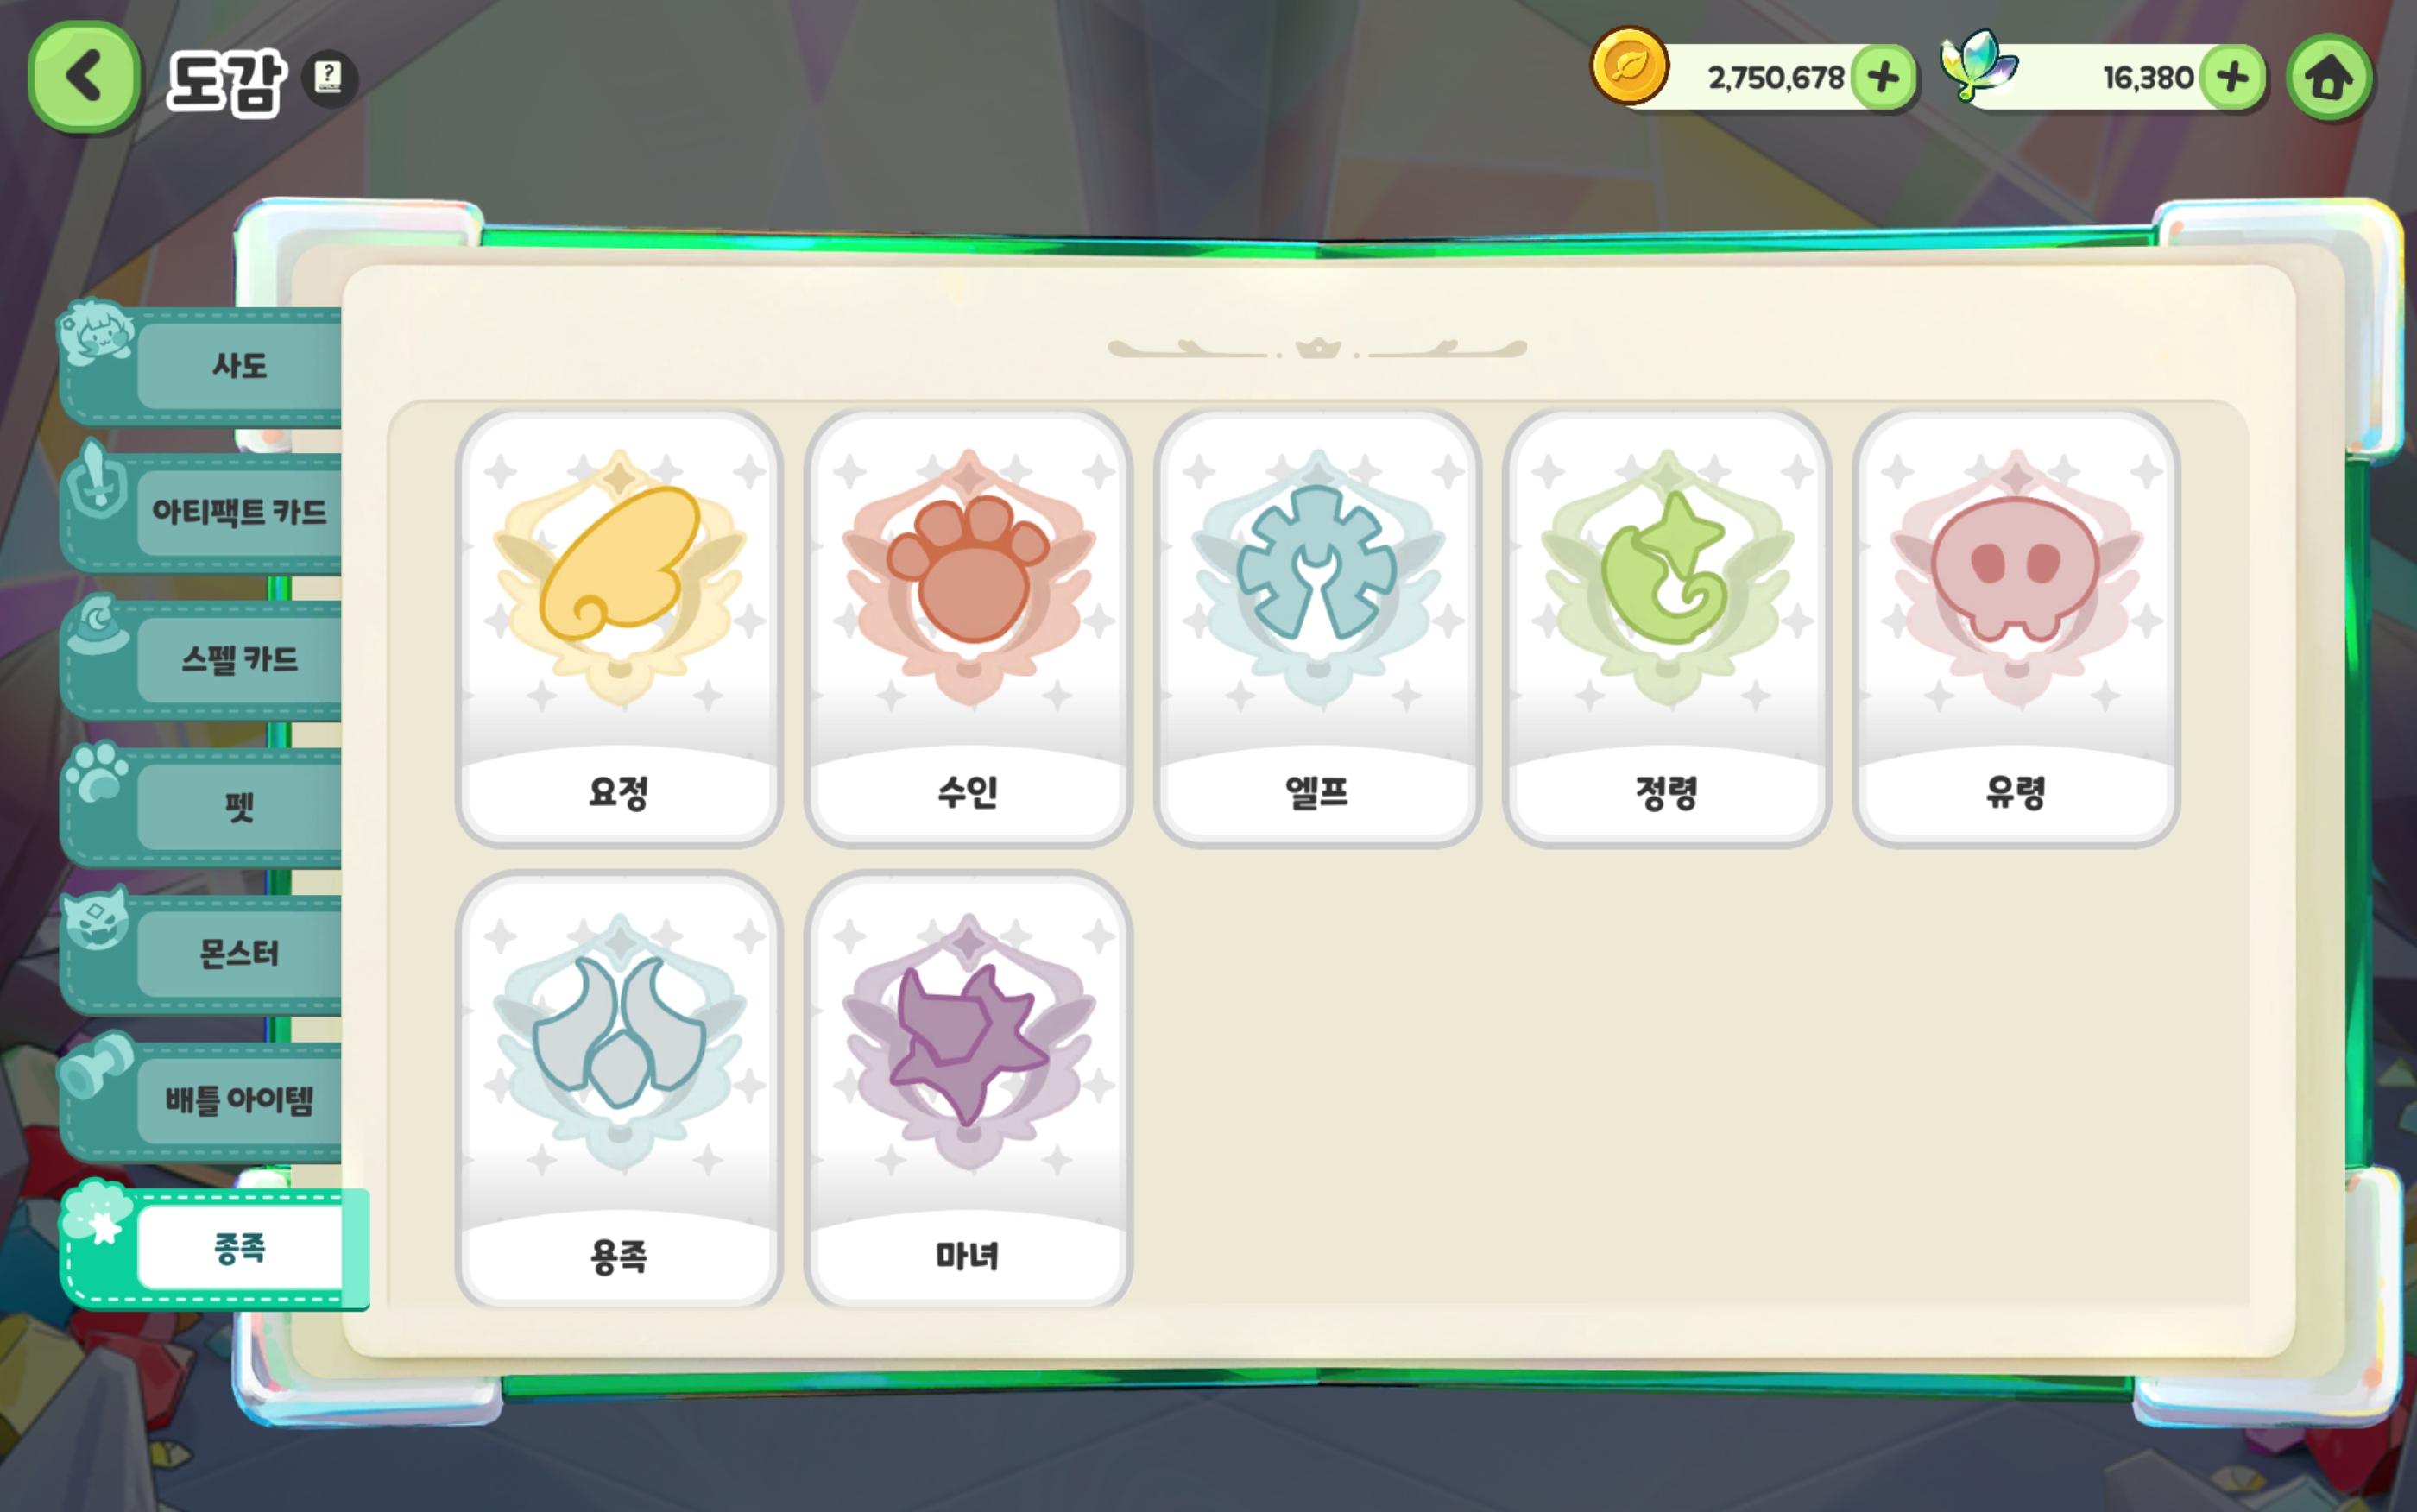 도감
?
2,750,678
16,380
사도
아티팩트 카드
스펠 카드
펫
몬스터
배틀 아이템
종족
요정
수인
엘프
정령
유령
용족
마녀